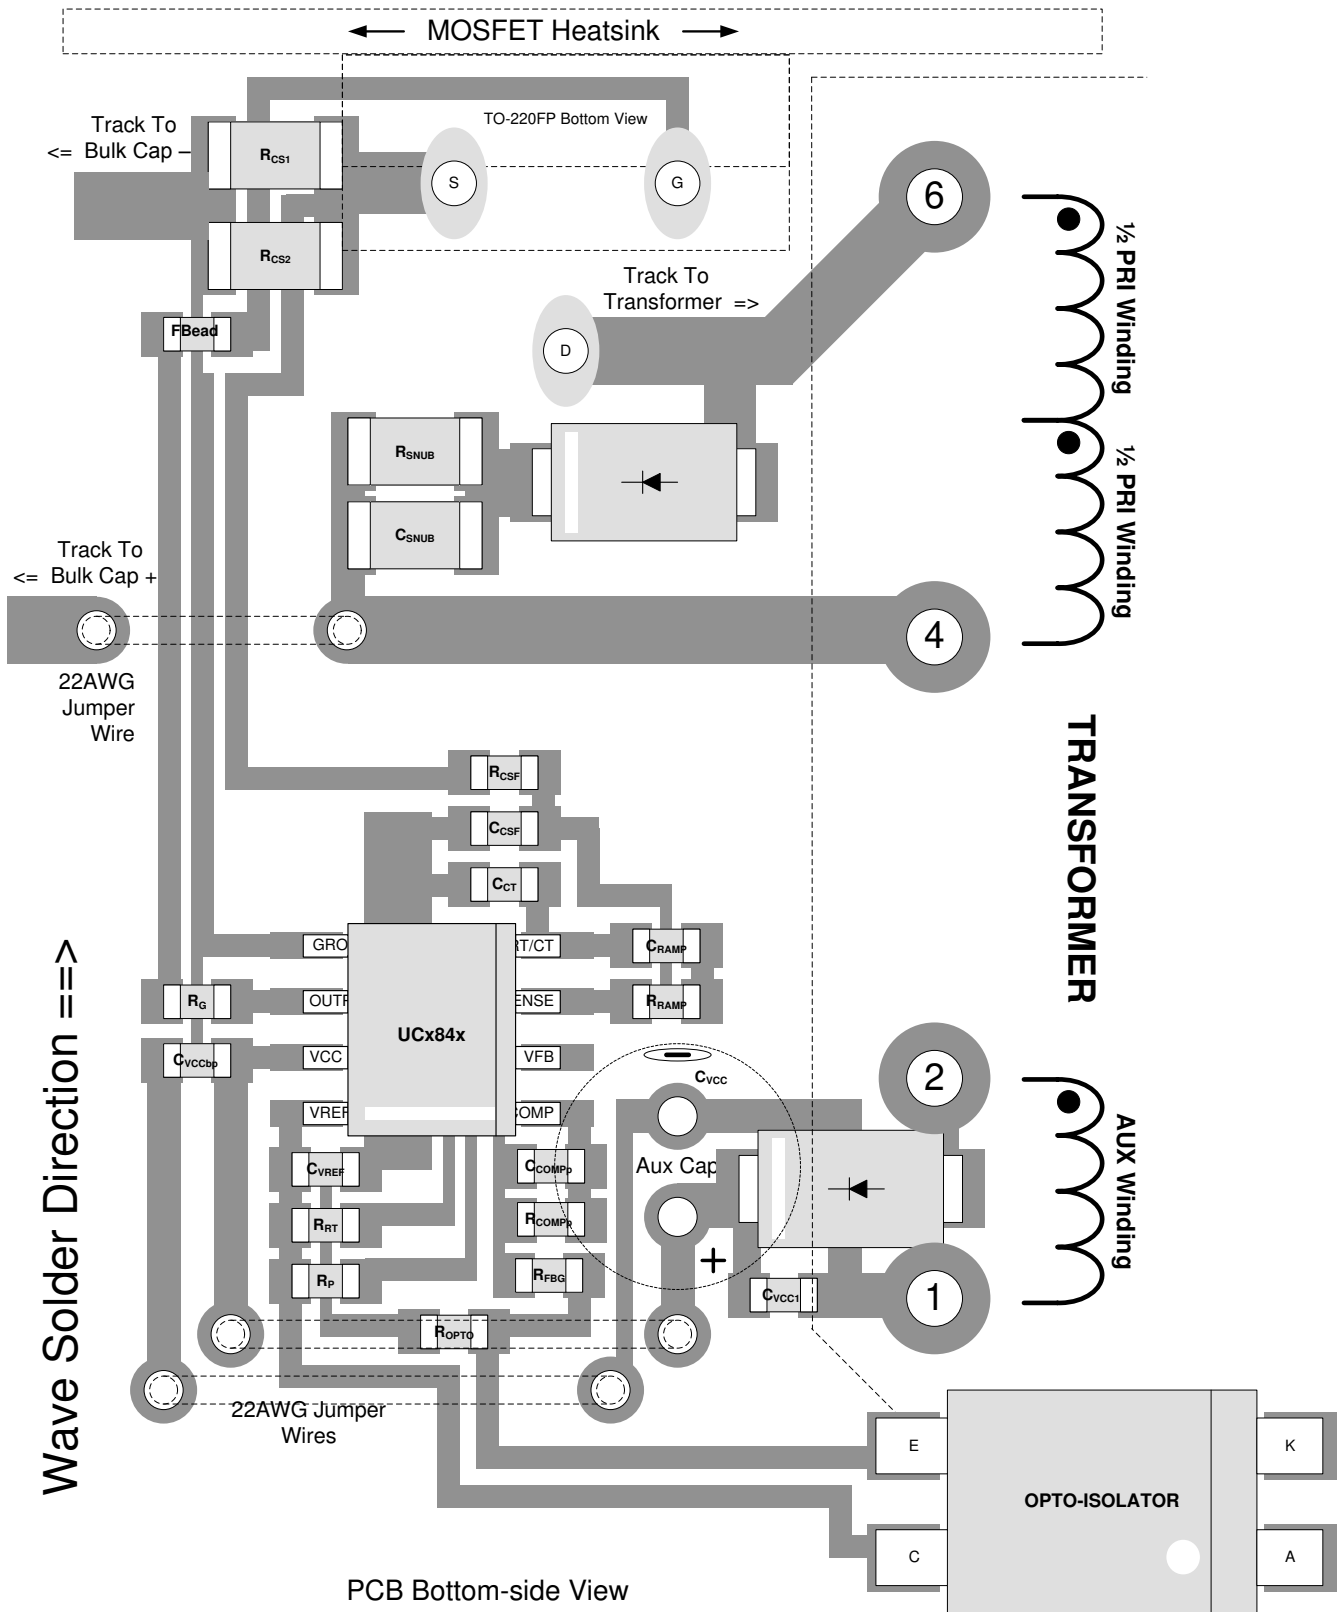 MOSFET Heatsink
Track To
<= Bulk Cap –
TO-220FP Bottom View
RCS1
S
G
6
½ PRI Winding
RCS2
Track To
Transformer =>
FBead
D
RSNUB
½ PRI Winding
CSNUB
Track To
<= Bulk Cap +
4
22AWG
Jumper
Wire
TRANSFORMER
RCSF
CCSF
CCT
GRO
RT/CT
CRAMP
RG
OUTP
ENSE
RRAMP
UCx84x
CVCCbp
VCC
VFB
CVCC
2
VREF
COMP
AUX Winding
CVREF
CCOMPp
Aux Cap
RRT
RCOMPp
+
RP
RFBG
CVCC1
1
ROPTO
22AWG Jumper
Wires
Wave Solder Direction ==>
E
K
OPTO-ISOLATOR
C
A
PCB Bottom-side View